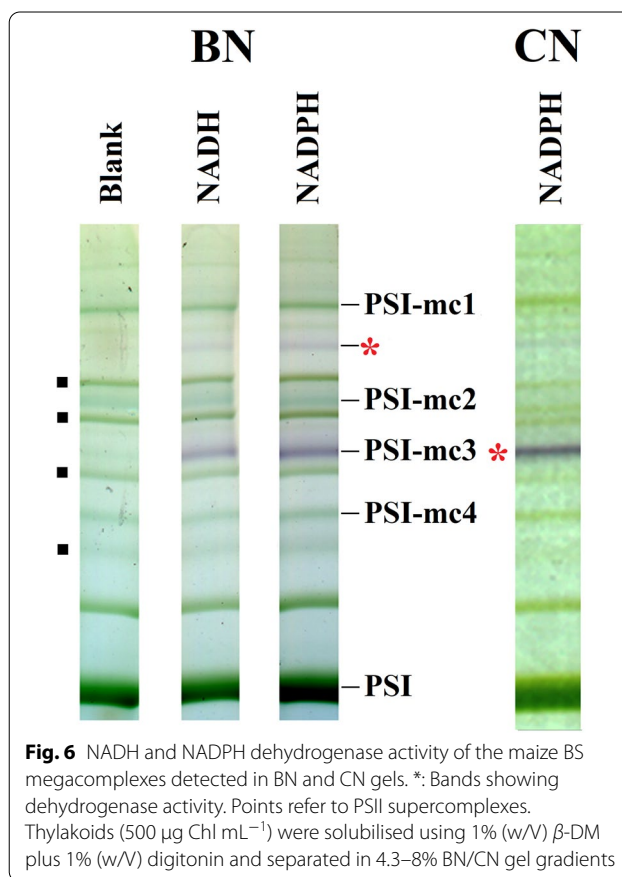 BN
CN
Blank
NADH
NADPH
NADPH
PSI-mc1
*
PSI-mc2
PSI-mc3
*
PSI-mc4
PSI
Fig. 6 NADH and NADPH dehydrogenase activity of the maize BS
megacomplexes detected in BN and CN gels. *: Bands showing
dehydrogenase activity. Points refer to PSII supercomplexes.
Thylakoids (500 µg Chl mL−1) were solubilised using 1% (w/V) β-DM
plus 1% (w/V) digitonin and separated in 4.3–8% BN/CN gel gradients